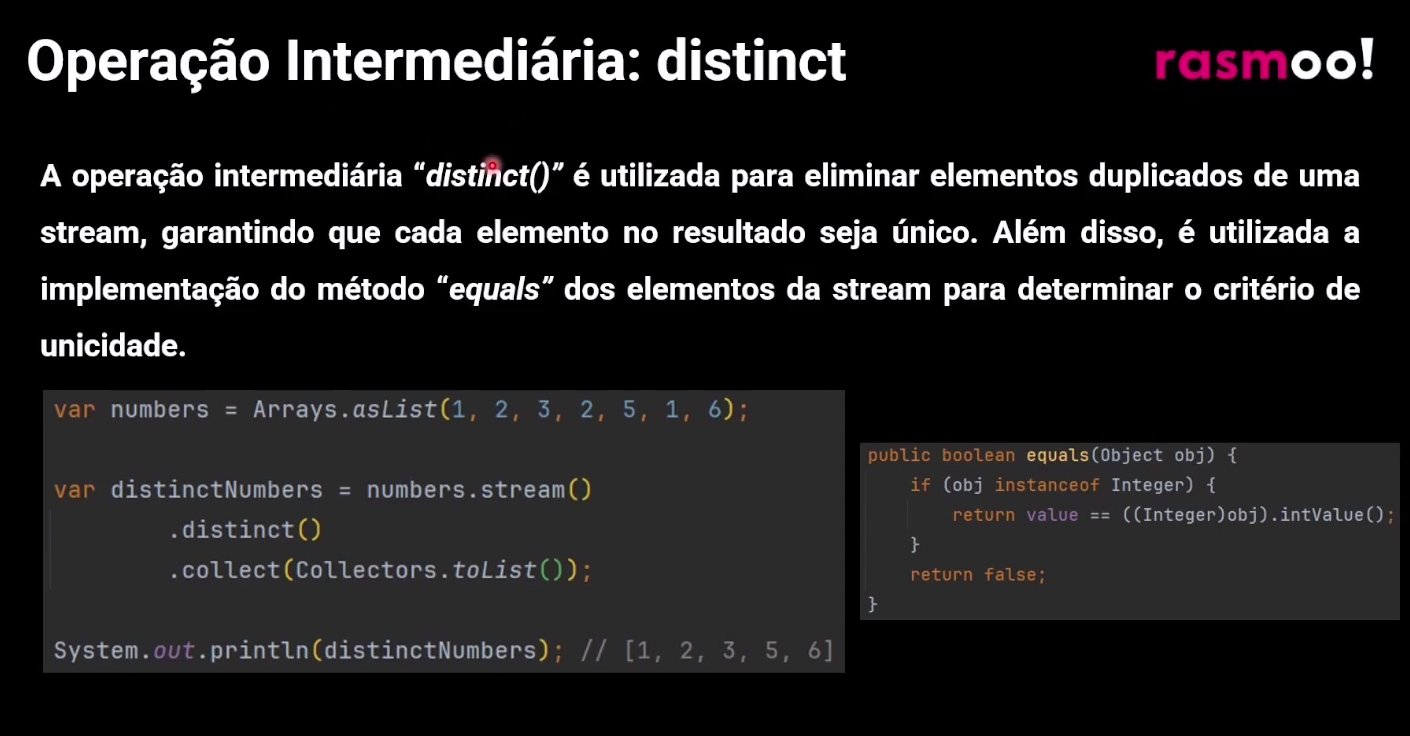 Operação Intermediária: distinct
rasmoo!
A operação intermediária “distinct()” é utilizada para eliminar elementos duplicados de uma
stream, garantindo que cada elemento no resultado seja único. Além disso, é utilizada a
implementação do método “equals” dos elementos da stream para determinar o critério de
unicidade.
var numbers = Arrays.asList(1, 2, 3, 2, 5, 1, 6);
var distinctNumbers = numbers.stream()
.distinct()
.collect(Collectors.toList());
System.out.println(distinctNumbers); // [1, 2, 3, 5, 6]
public boolean equals(Object obj) {
if (obj instanceof Integer) {
return value == ((Integer)obj).intValue();
}
return false;
}